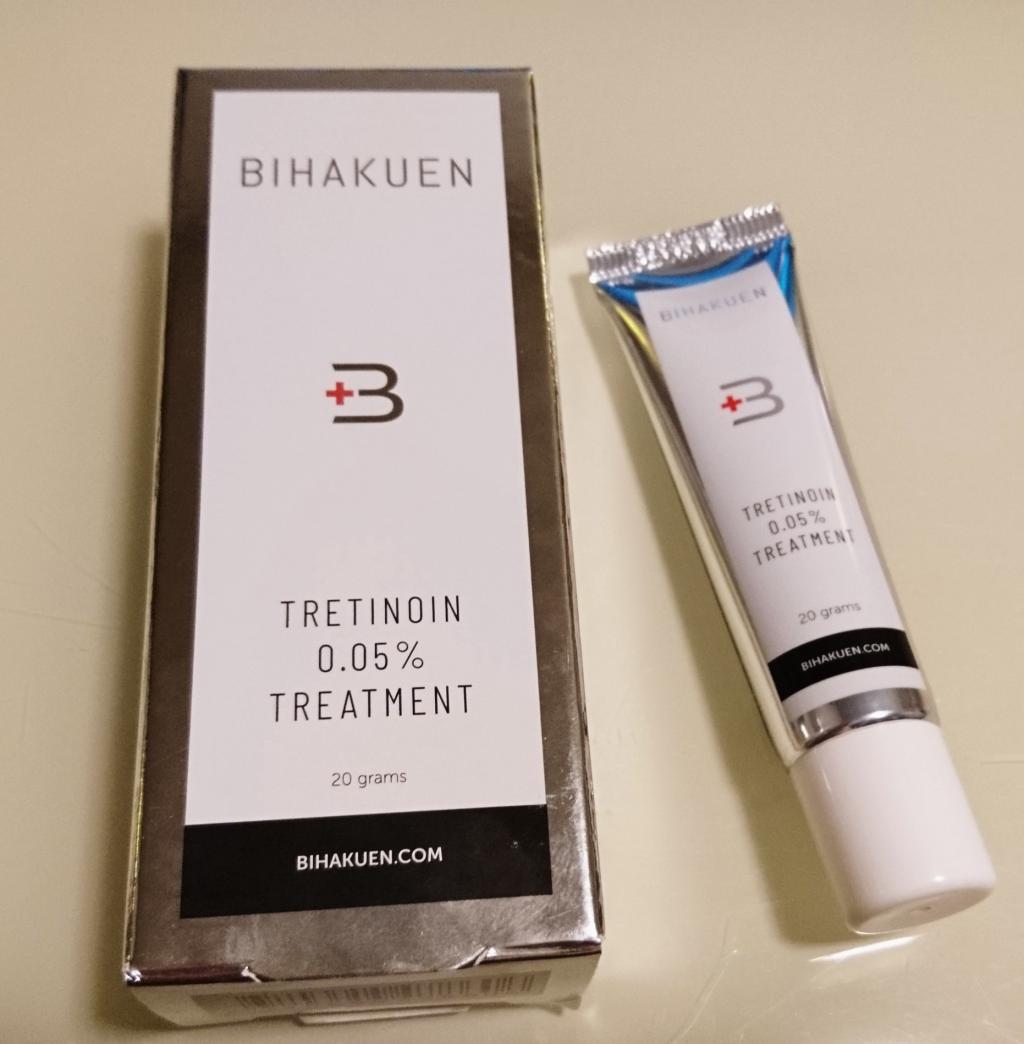 BIHAKUEN
+B
TRETINOIN
0.05%
TREATMENT
20 grams
BIHAKUEN.COM
BIHAKUEN
+B
TRETINOIN
0.05%
TREATMENT
20 grams
BIHAKUEN.COM